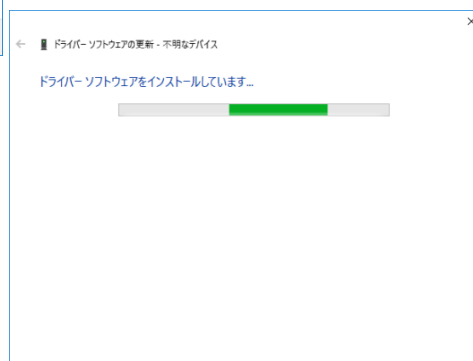 ドライバー ソフトウェアの更新 - 不明なデバイス
ドライバー ソフトウェアをインストールしています...